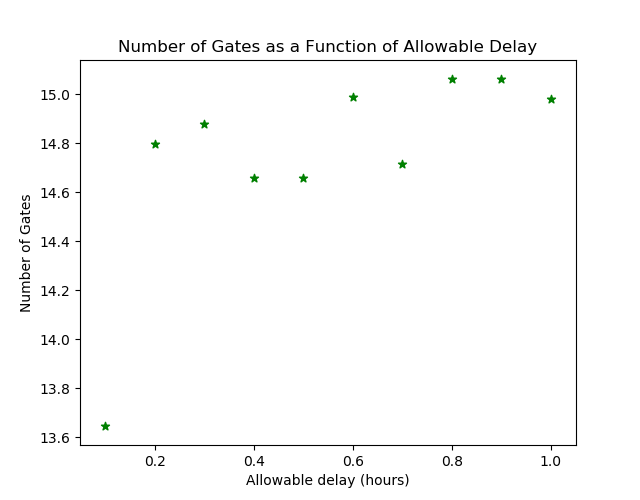 Number of Gates as a Function of Allowable Delay
15.0
14.8
14.6
14.4
14.2
14.0
13.8
13.6
Number of Gates
0.2 0.4 0.6 0.8 1.0
Allowable delay (hours)